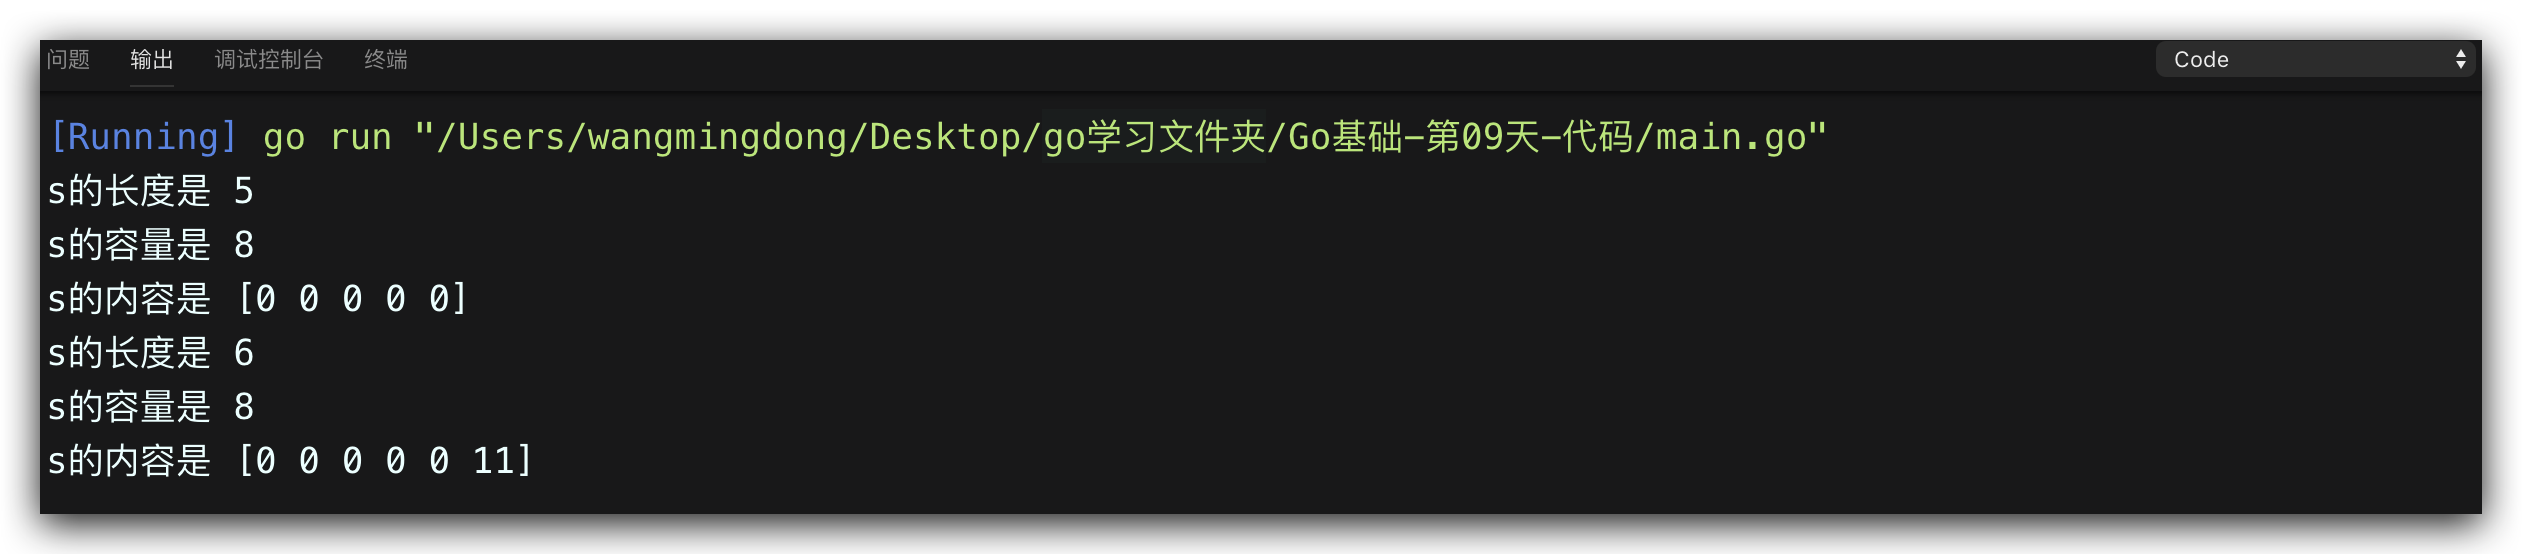 问题 输出 调试控制台 终端 Code
[Running] go run "/Users/wangmingdong/Desktop/go学习文件夹/Go基础-第09天-代码/main.go"
s的长度是 5
s的容量是 8
s的内容是 [0 0 0 0 0]
s的长度是 6
s的容量是 8
s的内容是 [0 0 0 0 0 11]